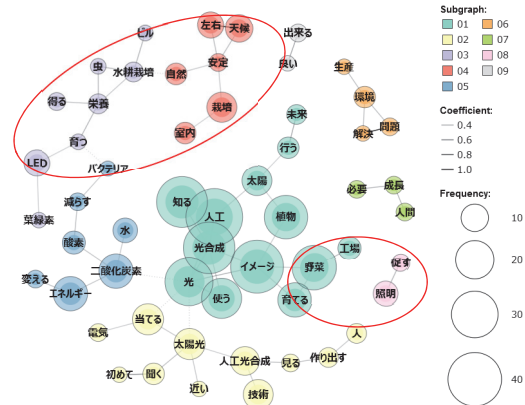 ビル
左右
天候
出来る
良い
虫
水耕栽培
自然
安定
得る
栄養
栽培
室内
育つ
LED
バクテリア
葉緑素
減らす
水
酸素
変える
エネルギー
二酸化炭素
生産
環境
解決
問題
未来
行う
太陽
知る
人工
植物
必要
成長
人間
光合成
イメージ
野菜
工場
促す
照明
光
使う
育てる
当てる
電気
太陽光
初めて
聞く
近い
人工光合成
見る
作り出す
人
技術
Subgraph:
01
02
03
04
05
06
07
08
09
Coefficient:
0.4
0.6
0.8
1.0
Frequency:
10
20
30
40